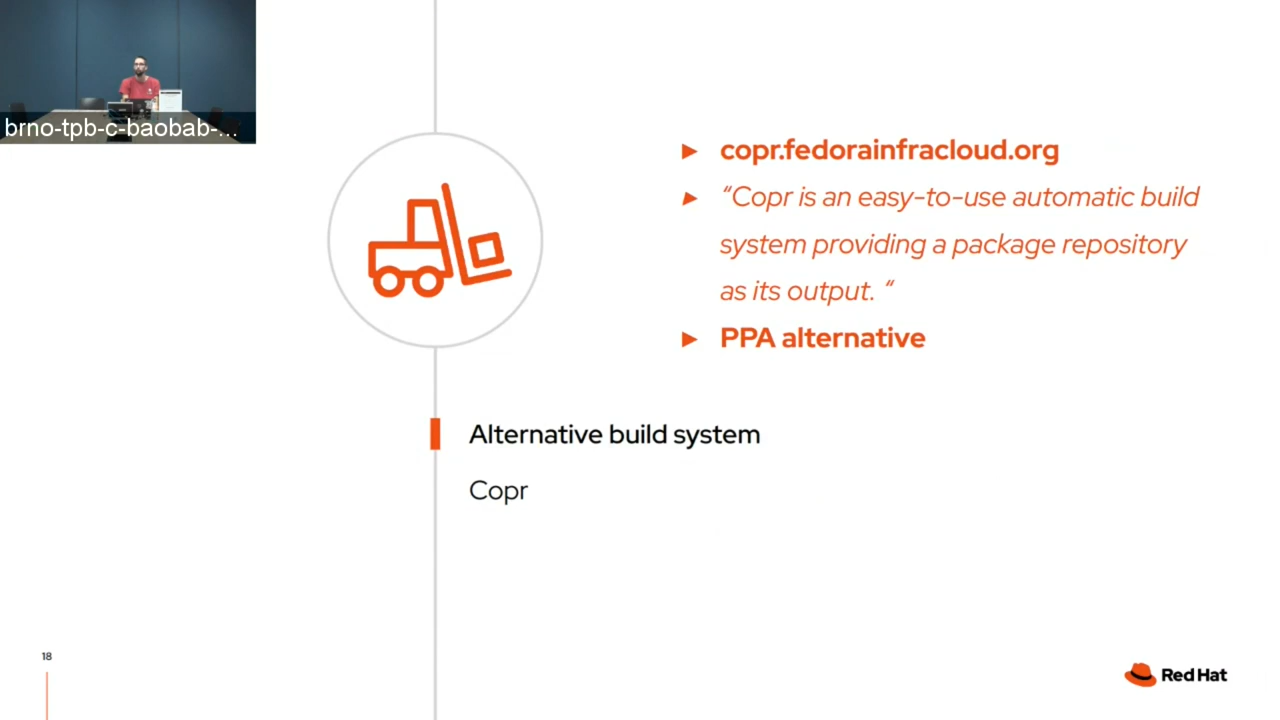 brno-tpb-c-baobab-...
► copr.fedorainfracloud.org
► “Copr is an easy-to-use automatic build
system providing a package repository
as its output. “
► PPA alternative
Alternative build system
Copr
18
Red Hat